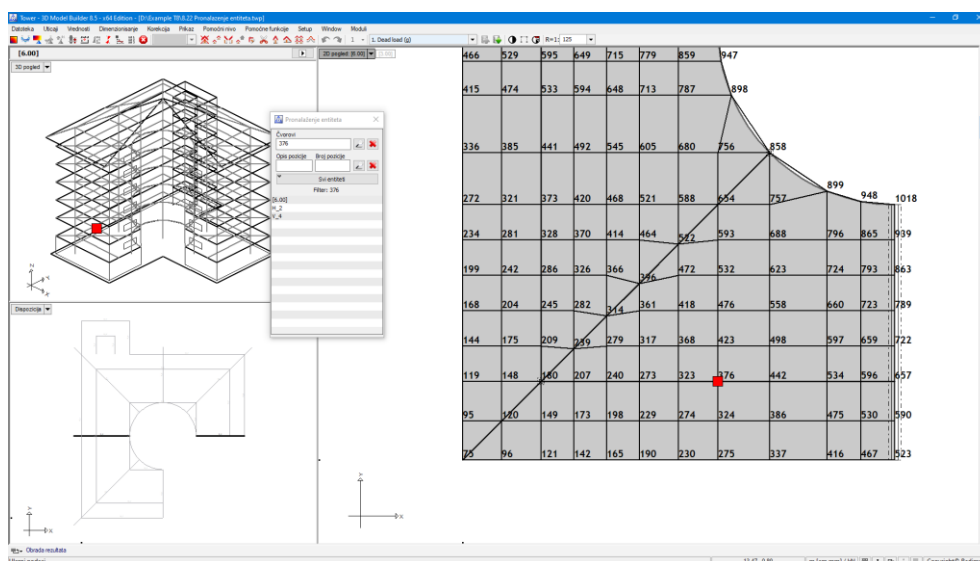 Tower - 3D Model Builder 8.5 - x64 Edition - [D:\Example T8\8.22 Pronalazenje entiteta.twp]
Datoteka Uticaji Vrednosti Dimenzionisanje Korekcija Prikaz Pomoćni nivo Pomoćne funkcije Setup Window Moduli
1 - 1. Dead load (g) R=1: 125
[6.00] 3D pogled [6.00]
3D pogled
Pronalaženje entiteta
Čvorovi
376
Opis pozicije Broj pozicije
Svi entiteti
Filter: 376
[6.00]
H_2
V_4
Z
Dispozicija
Y
X
466 529 595 649 715 779 859 947
415 474 533 594 648 713 787 898
336 385 441 492 545 605 680 756 858
272 321 373 420 468 521 588 654 757 899 948 1018
234 281 328 370 414 464 522 593 688 796 865 939
199 242 286 326 366 396 472 532 623 724 793 863
168 204 245 282 314 361 418 476 558 660 723 789
144 175 209 239 279 317 368 423 498 597 659 722
119 148 180 207 240 273 323 376 442 534 596 657
95 120 149 173 198 229 274 324 386 475 530 590
75 96 121 142 165 190 230 275 337 416 467 523
Y
X
Obrada rezultata